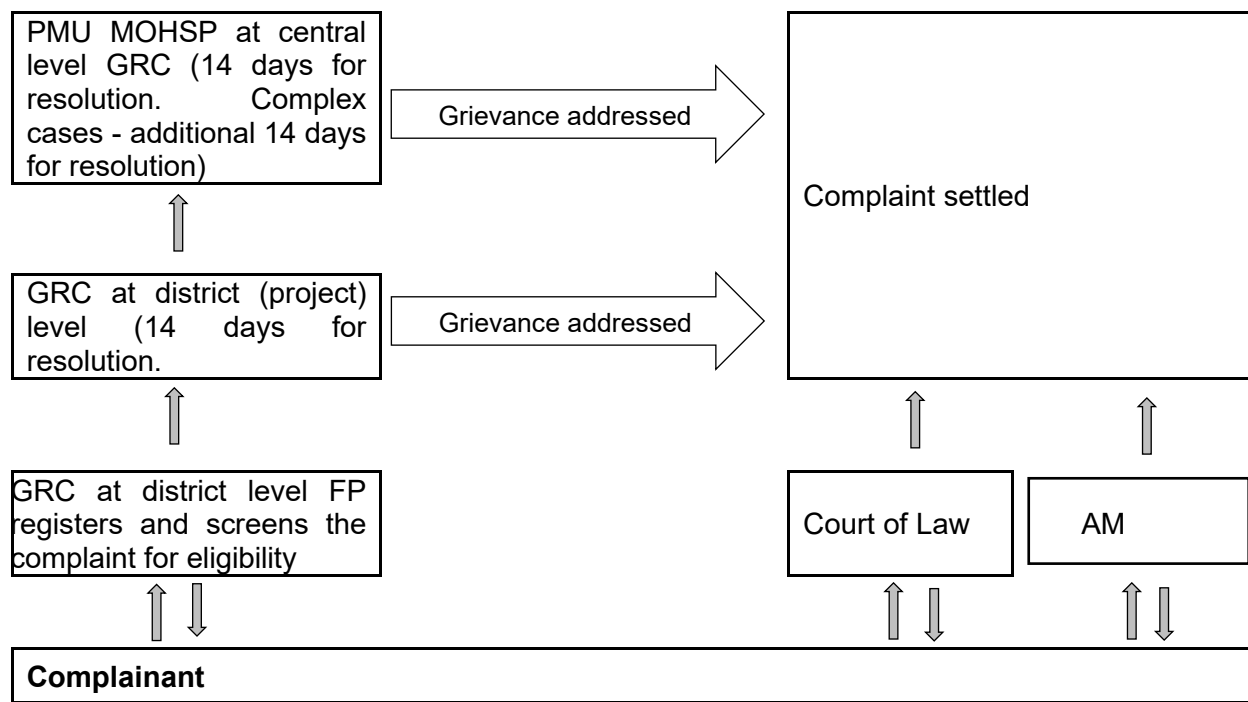 PMU MOHSP at central
level GRC (14 days for
resolution. Complex
cases - additional 14 days
for resolution)
Grievance addressed
Complaint settled
GRC at district (project)
level (14 days for
resolution.
Grievance addressed
GRC at district level FP
registers and screens the
complaint for eligibility
Court of Law
AM
Complainant